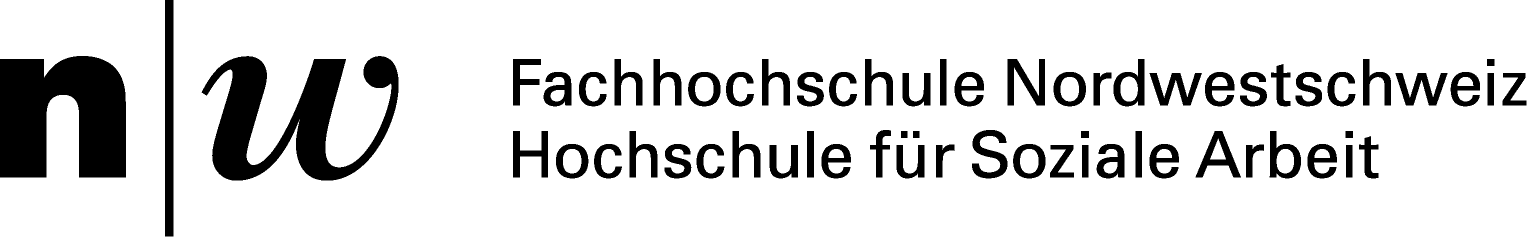 n|w
Fachhochschule Nordwestschweiz
Hochschule für Soziale Arbeit